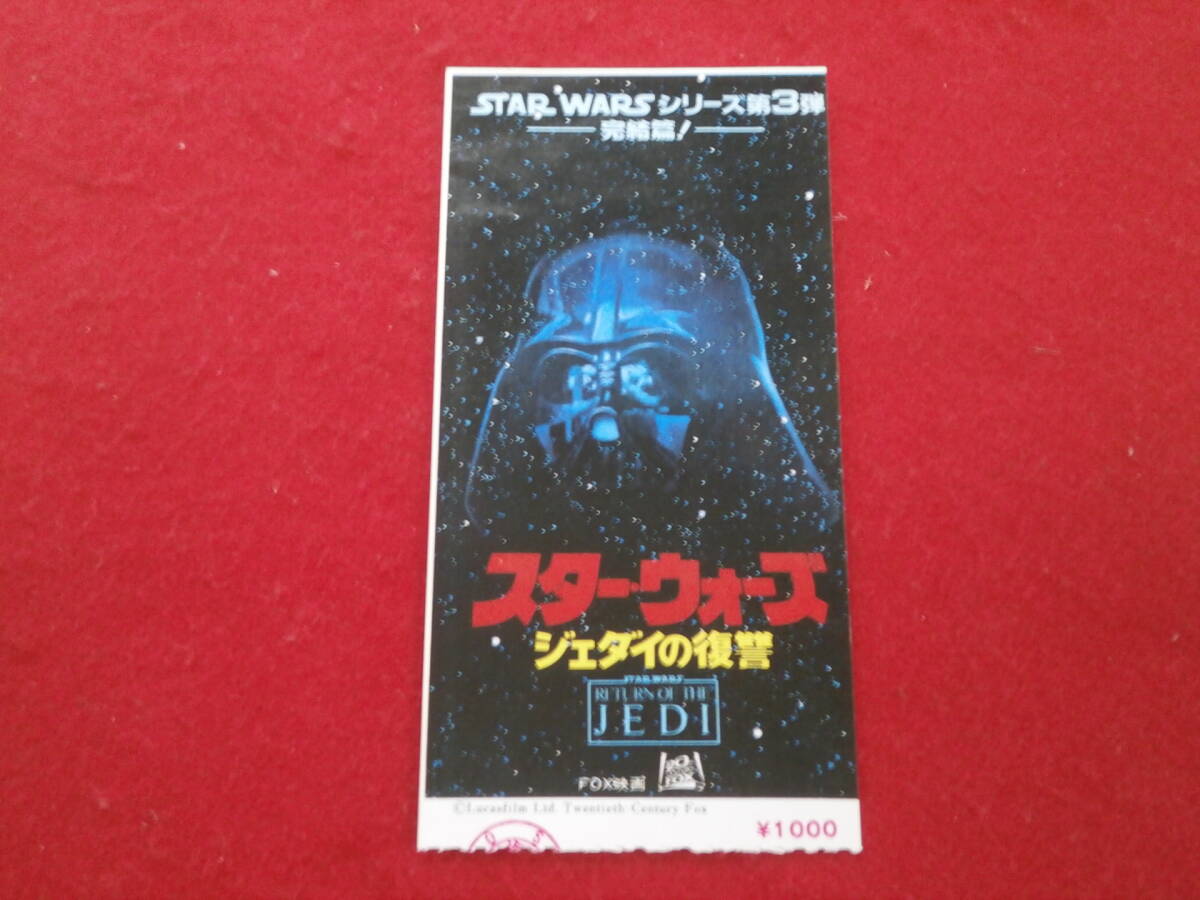 STAR WARS シリーズ第3弾
完結篇!
スター・ウォーズ
ジェダイの復讐
STAR WARS
RETURN OF THE
JEDI
FOX映画
©Lucasfilm Ltd. Twentieth Century Fox
¥1000